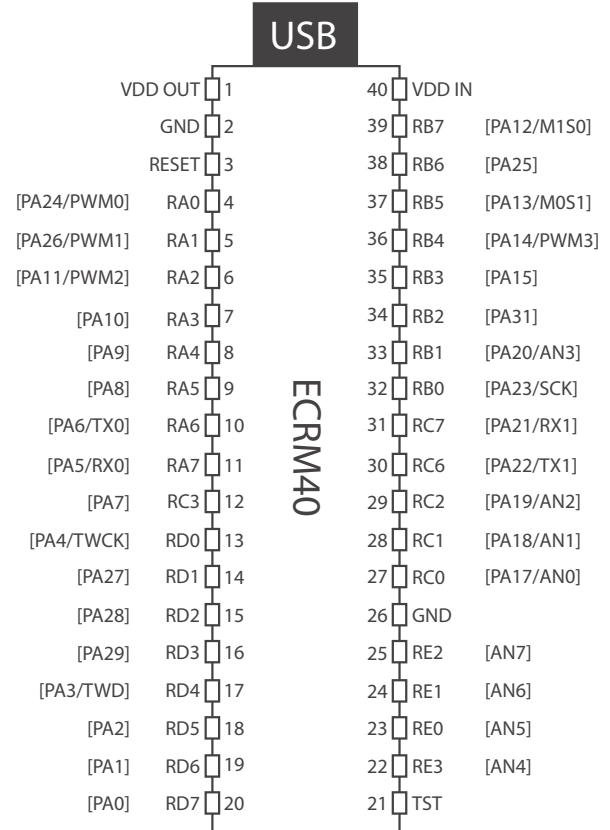 USB
VDD OUT 1 40 VDD IN
GND 2 39 RB7 [PA12/M1S0]
RESET 3 38 RB6 [PA25]
[PA24/PWM0] RA0 4 37 RB5 [PA13/M0S1]
[PA26/PWM1] RA1 5 36 RB4 [PA14/PWM3]
[PA11/PWM2] RA2 6 35 RB3 [PA15]
[PA10] RA3 7 34 RB2 [PA31]
[PA9] RA4 8 33 RB1 [PA20/AN3]
[PA8] RA5 9 32 RB0 [PA23/SCK]
[PA6/TX0] RA6 10 31 RC7 [PA21/RX1]
[PA5/RX0] RA7 11 30 RC6 [PA22/TX1]
[PA7] RC3 12 29 RC2 [PA19/AN2]
[PA4/TWCK] RD0 13 28 RC1 [PA18/AN1]
[PA27] RD1 14 27 RC0 [PA17/AN0]
[PA28] RD2 15 26 GND
[PA29] RD3 16 25 RE2 [AN7]
[PA3/TWD] RD4 17 24 RE1 [AN6]
[PA2] RD5 18 23 RE0 [AN5]
[PA1] RD6 19 22 RE3 [AN4]
[PA0] RD7 20 21 TST
ECRM40